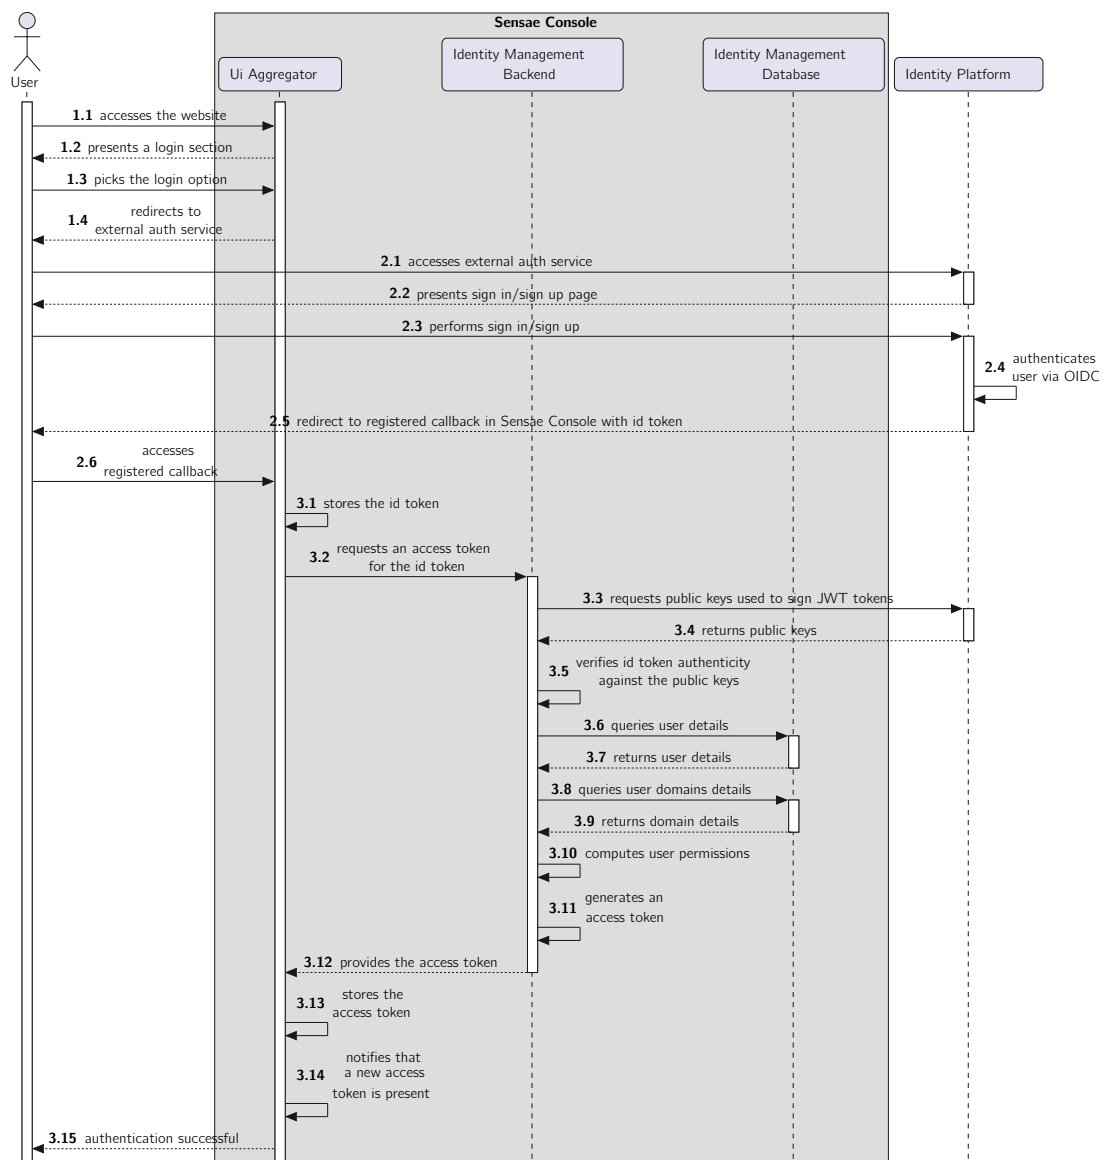 Sensae Console
User
Ui Aggregator
Identity Management
Backend
Identity Management
Database
Identity Platform
1.1 accesses the website
1.2 presents a login section
1.3 picks the login option
1.4 redirects to
external auth service
2.1 accesses external auth service
2.2 presents sign in/sign up page
2.3 performs sign in/sign up
2.4 authenticates
user via OIDC
2.5 redirect to registered callback in Sensae Console with id token
2.6 accesses
registered callback
3.1 stores the id token
3.2 requests an access token
for the id token
3.3 requests public keys used to sign JWT tokens
3.4 returns public keys
3.5 verifies id token authenticity
against the public keys
3.6 queries user details
3.7 returns user details
3.8 queries user domains details
3.9 returns domain details
3.10 computes user permissions
3.11 generates an
access token
3.12 provides the access token
3.13 stores the
access token
3.14 notifies that
a new access
token is present
3.15 authentication successful